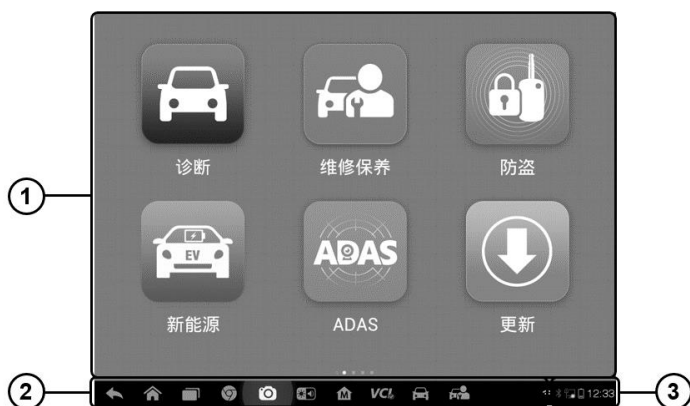 诊断 维修保养 防盗
EV ADAS
新能源 ADAS 更新
① 
② VCI ③
12:33